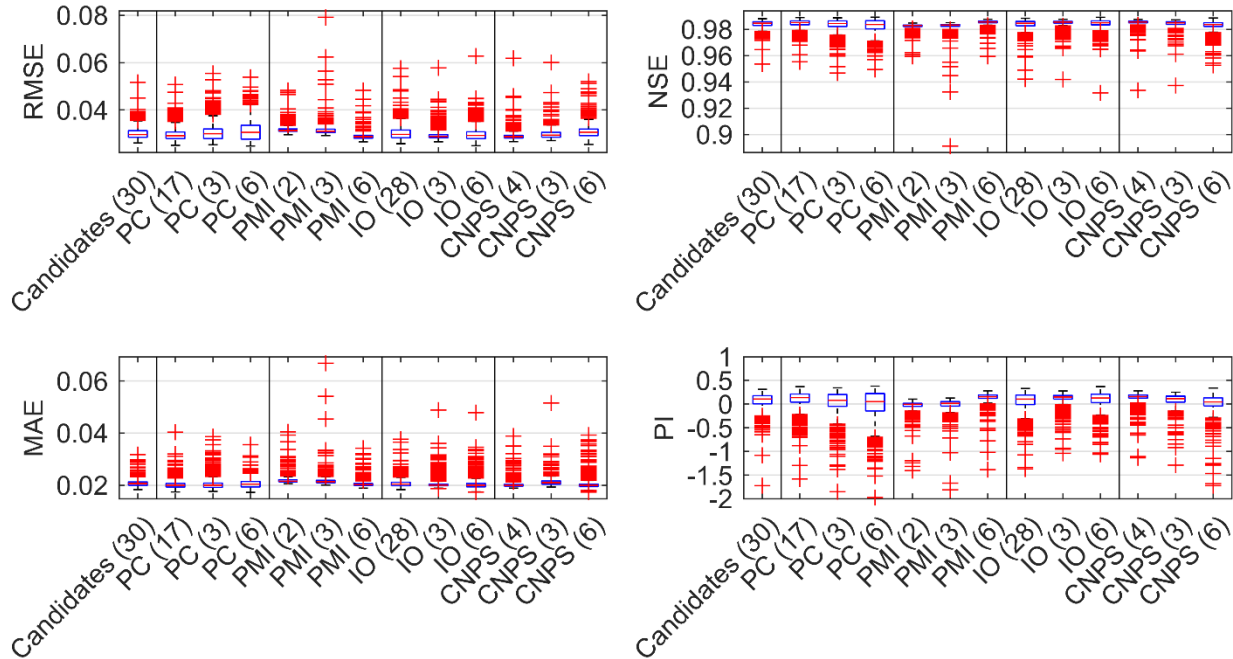 RMSE
0.08
0.06
0.04
Candidates (30)
PC (17)
PC (3)
PC (6)
PMI (2)
PMI (3)
PMI (6)
IO (28)
IO (3)
IO (6)
CNPS (4)
CNPS (3)
CNPS (6)
NSE
0.98
0.96
0.94
0.92
0.9
Candidates (30)
PC (17)
PC (3)
PC (6)
PMI (2)
PMI (3)
PMI (6)
IO (28)
IO (3)
IO (6)
CNPS (4)
CNPS (3)
CNPS (6)
MAE
0.06
0.04
0.02
Candidates (30)
PC (17)
PC (3)
PC (6)
PMI (2)
PMI (3)
PMI (6)
IO (28)
IO (3)
IO (6)
CNPS (4)
CNPS (3)
CNPS (6)
PI
1
0.5
0
-0.5
-1
-1.5
-2
Candidates (30)
PC (17)
PC (3)
PC (6)
PMI (2)
PMI (3)
PMI (6)
IO (28)
IO (3)
IO (6)
CNPS (4)
CNPS (3)
CNPS (6)